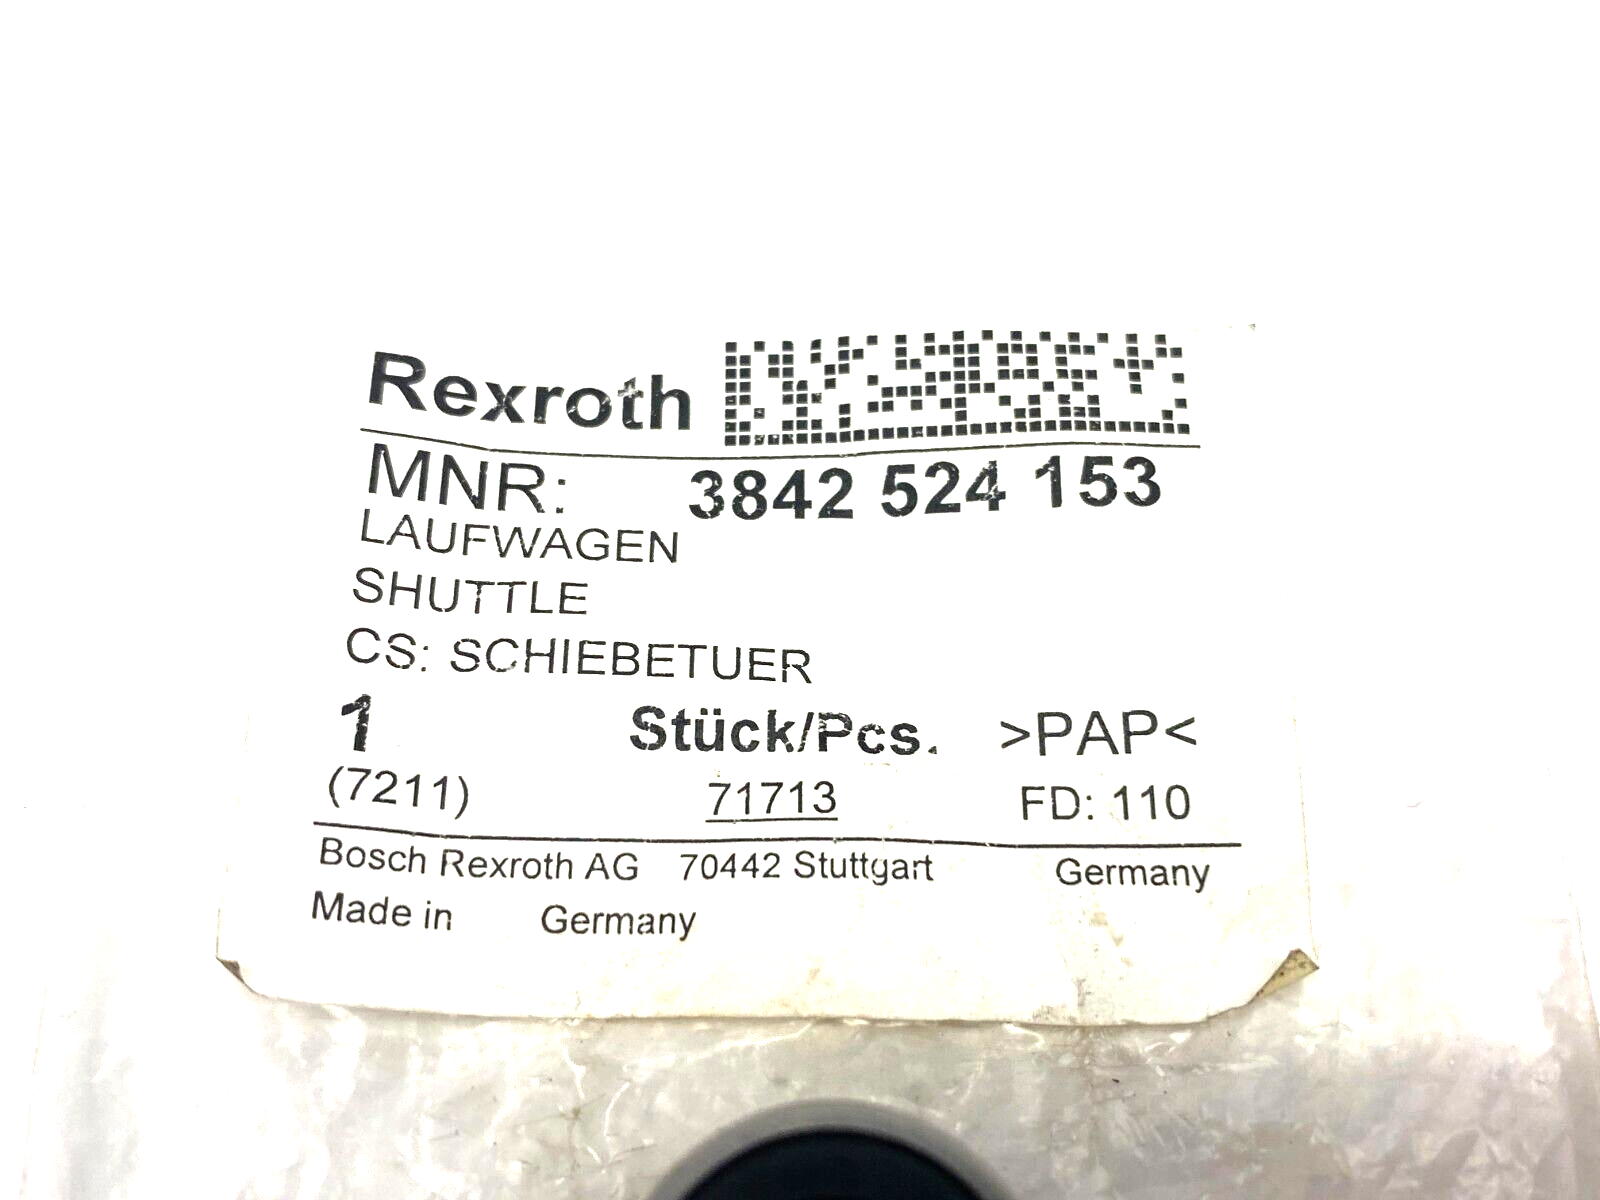 Rexroth
MNR: 3842 524 153
LAUFWAGEN
SHUTTLE
CS: SCHIEBETUER
1 Stück/Pcs. >PAP<
(7211) 71713 FD: 110
Bosch Rexroth AG 70442 Stuttgart Germany
Made in Germany